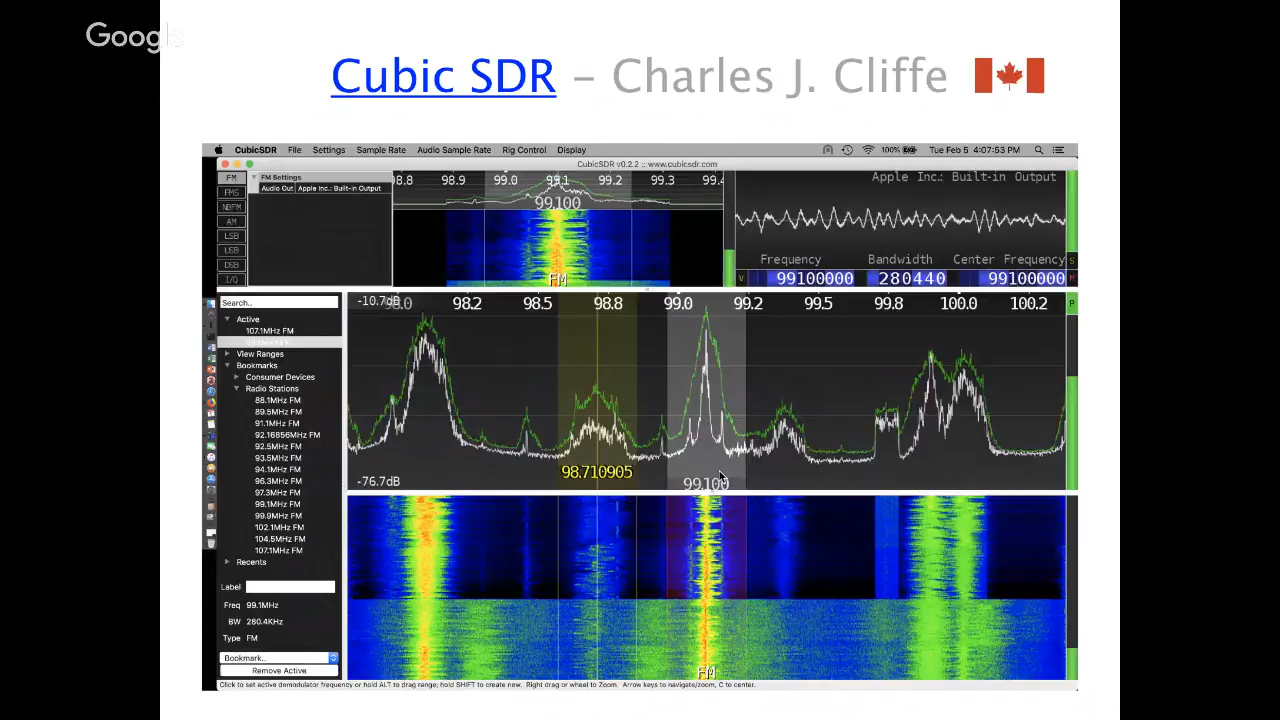 Google
Cubic SDR – Charles J. Cliffe
CubicSDR File Settings Sample Rate Audio Sample Rate Rig Control Display 100% Tue Feb 5 4:07:53 PM
CubicSDR v0.2.2 :: www.cubicsdr.com
FM
FMS
NBFM
AM
LSB
USB
DSB
I/Q
FM Settings
Audio Out Apple Inc.: Built-in Output
98.9 99.0 99.1 99.2 99.3
99.100
FM
Apple Inc.: Built-in Output
Frequency Bandwidth Center Frequency
V 99100000 280440 99100000
S
M
Search..
Active
107.1MHz FM
View Ranges
Bookmarks
Consumer Devices
Radio Stations
88.1MHz FM
89.5MHz FM
91.1MHz FM
92.16856MHz FM
92.5MHz FM
93.5MHz FM
94.1MHz FM
96.3MHz FM
97.3MHz FM
99.1MHz FM
99.9MHz FM
102.1MHz FM
104.5MHz FM
107.1MHz FM
Recents
Label
Freq 99.1MHz
BW 280.4KHz
Type FM
Bookmark...
Remove Active
-10.7dB 98.2 98.5 98.8 99.0 99.2 99.5 99.8 100.0 100.2
P
98.710905
-76.7dB
99.100
FM
Click to set active demodulator frequency or hold ALT to drag range; hold SHIFT to create new. Right drag or wheel to Zoom. Arrow keys to navigate/zoom, C to center.